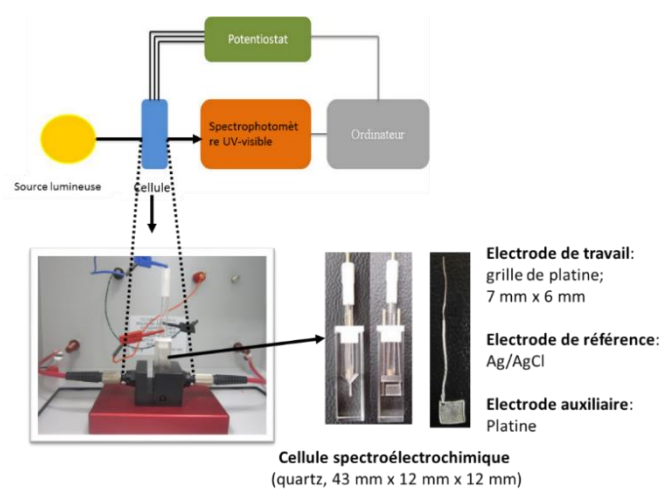 Potentiostat
Spectrophotomèt
re UV-visible
Ordinateur
Source lumineuse
Cellule
Electrode de travail:
grille de platine;
7 mm x 6 mm
Electrode de référence:
Ag/AgCl
Electrode auxiliaire:
Platine
Cellule spectroélectrochimique
(quartz, 43 mm x 12 mm x 12 mm)